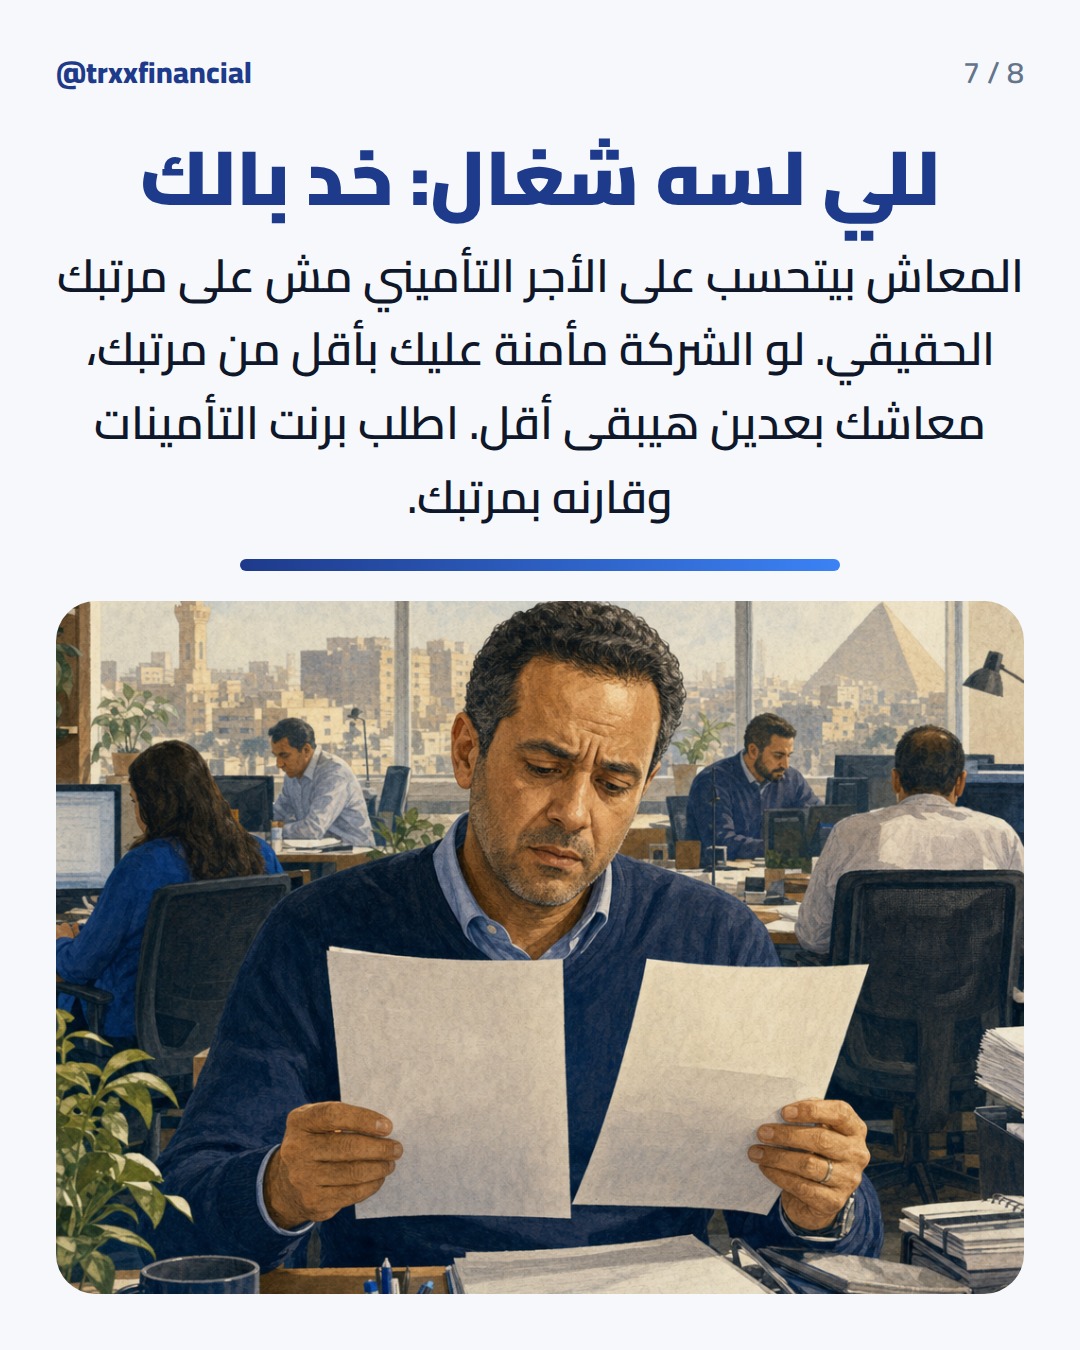 @trxxfinancial
7 / 8
للي لسه شغال: خد بالك
المعاش بيتحسب على الأجر التأميني مش على مرتبك
الحقيقي. لو الشركة مأمنة عليك بأقل من مرتبك،
معاشك بعدين هيبقى أقل. اطلب برنت التأمينات
وقارنه بمرتبك.